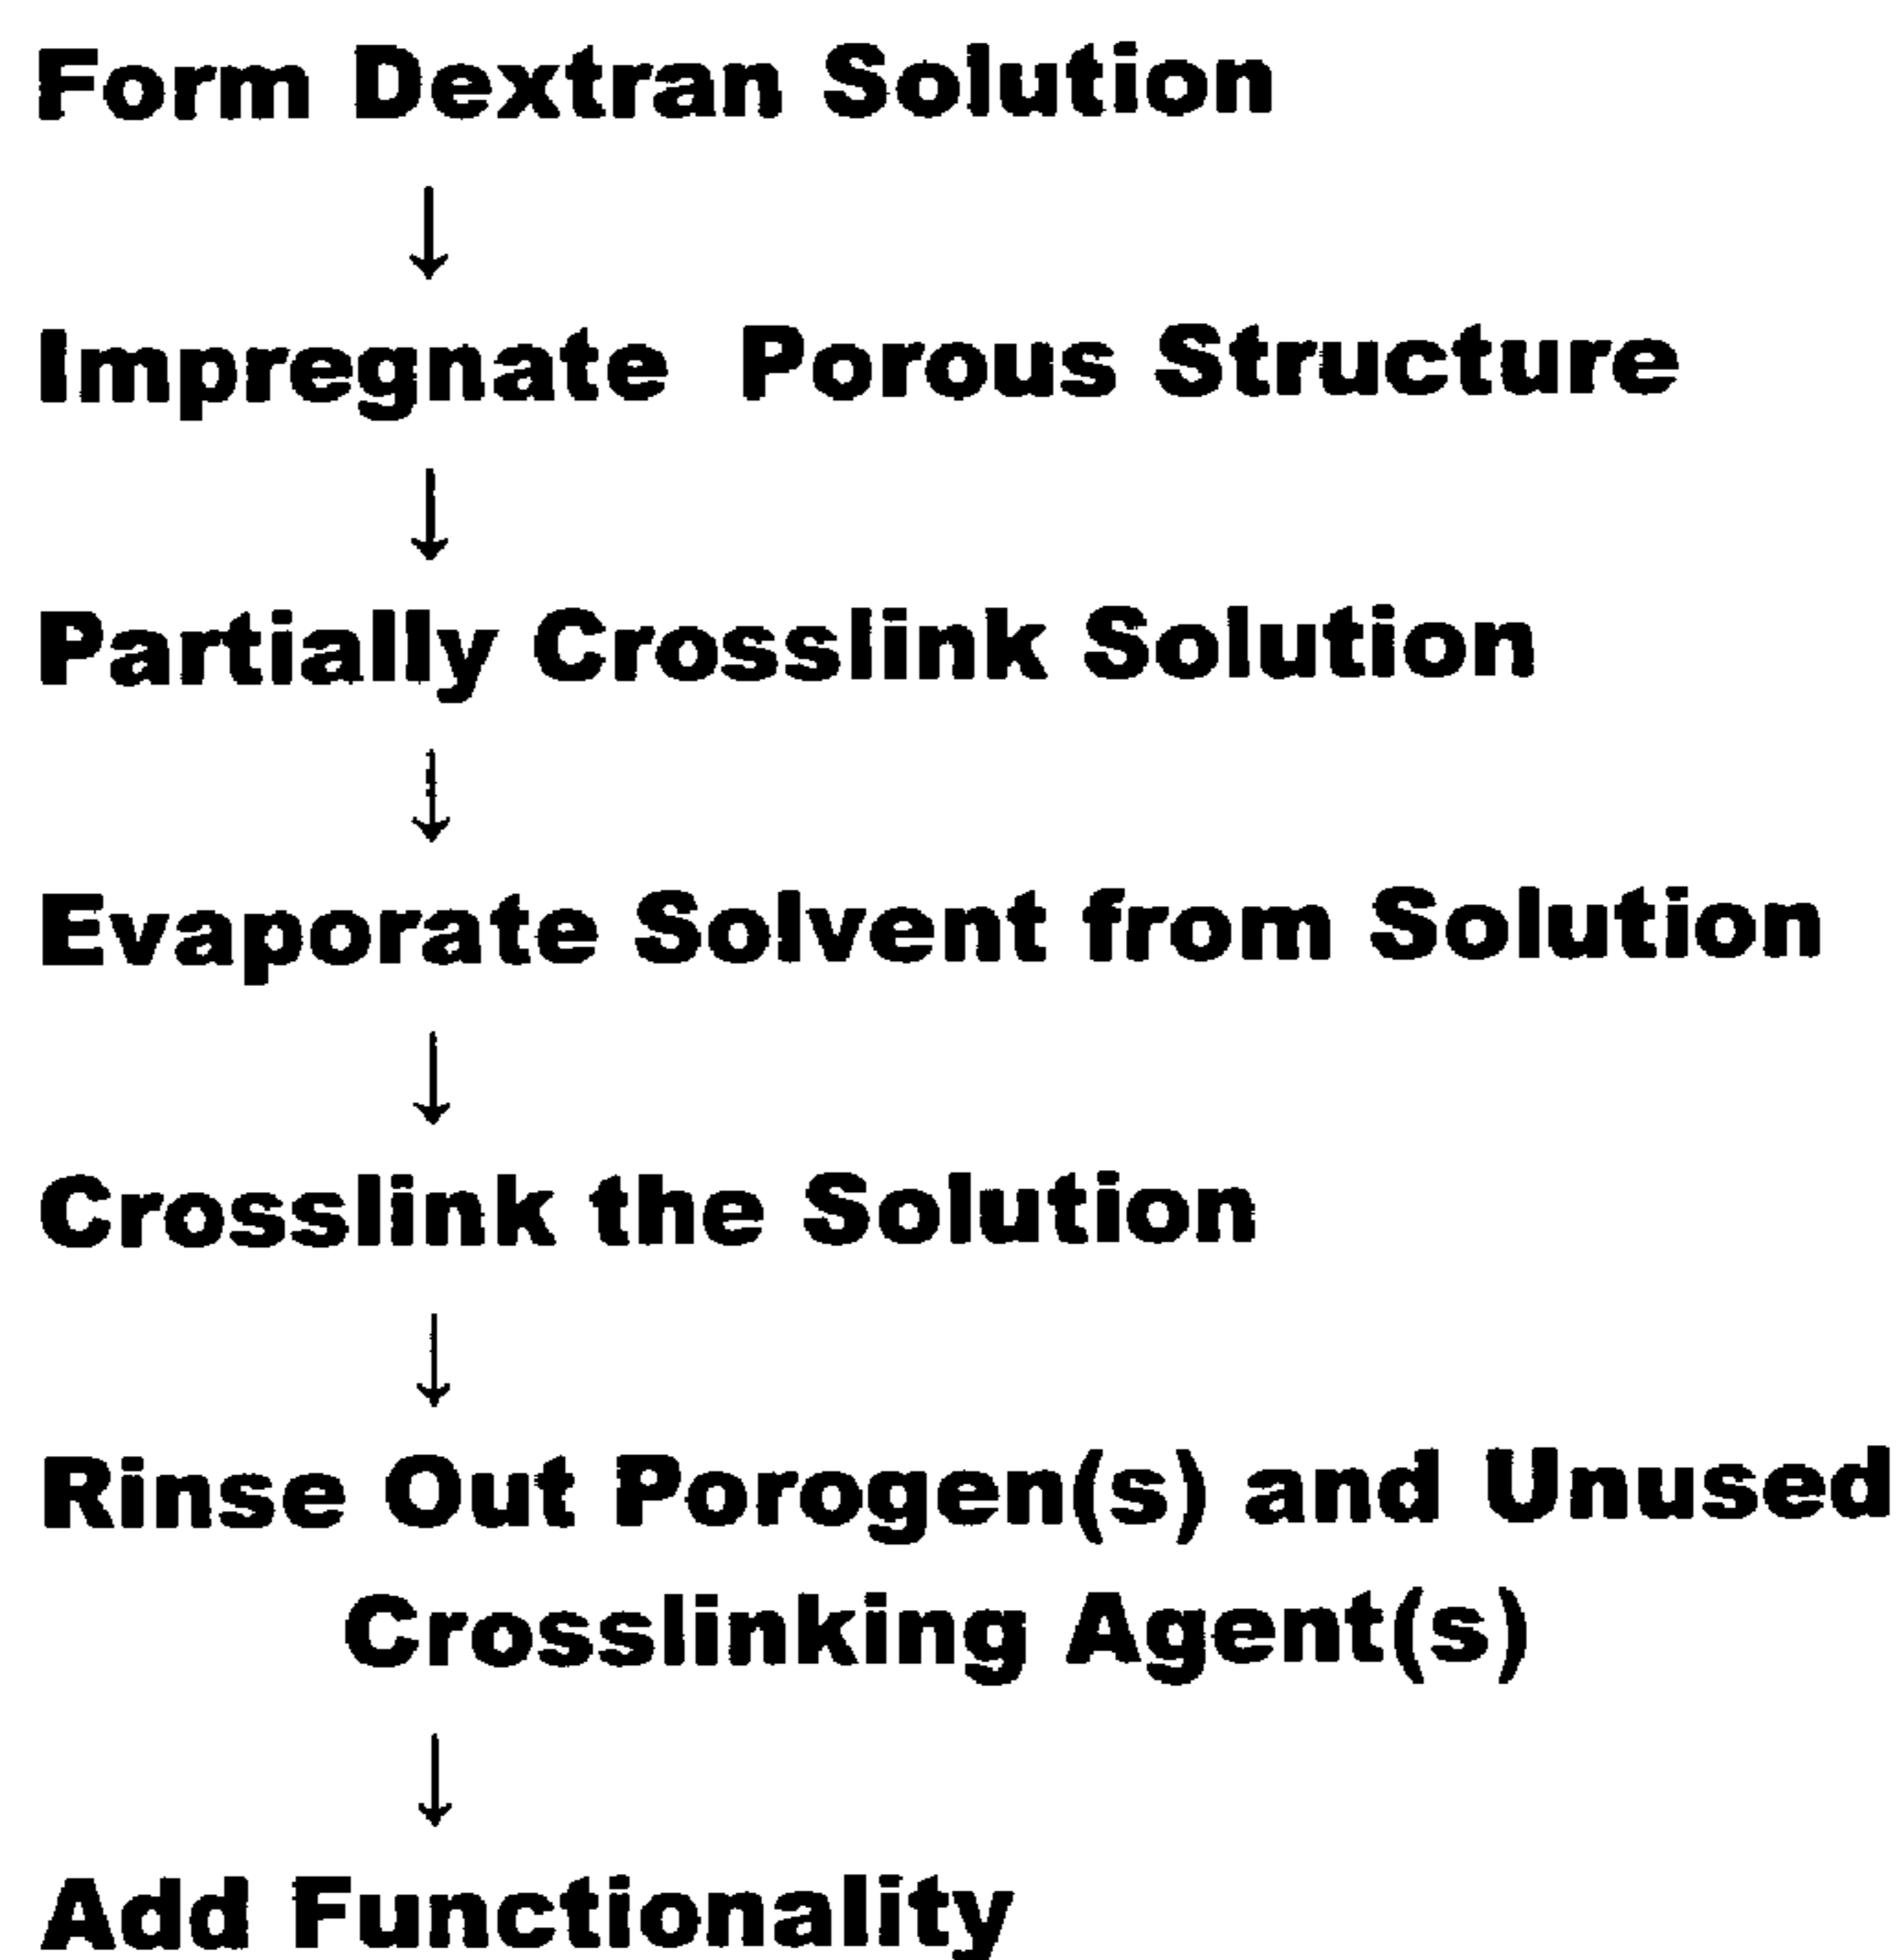 Form Dextran Solution
Impregnate Porous Structure
Partially Crosslink Solution
Evaporate Solvent from Solution
Crosslink the Solution
Rinse Out Porogen(s) and Unused
Crosslinking Agent(s)
Add Functionality